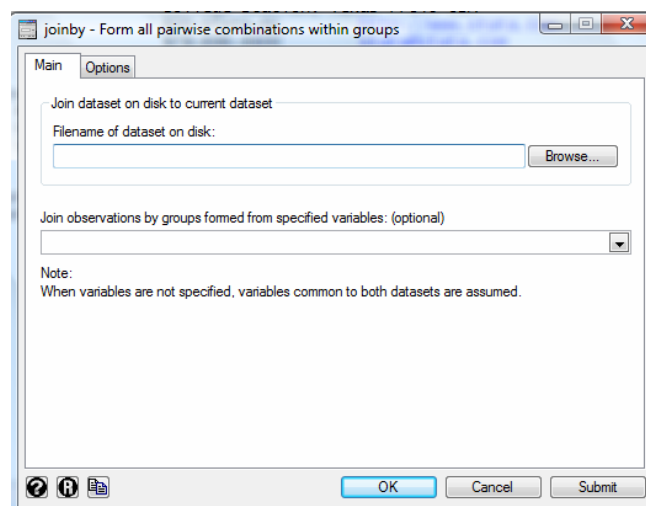 joinby - Form all pairwise combinations within groups
Main
Options
Join dataset on disk to current dataset
Filename of dataset on disk:
Browse...
Join observations by groups formed from specified variables: (optional)
Note:
When variables are not specified, variables common to both datasets are assumed.
OK
Cancel
Submit